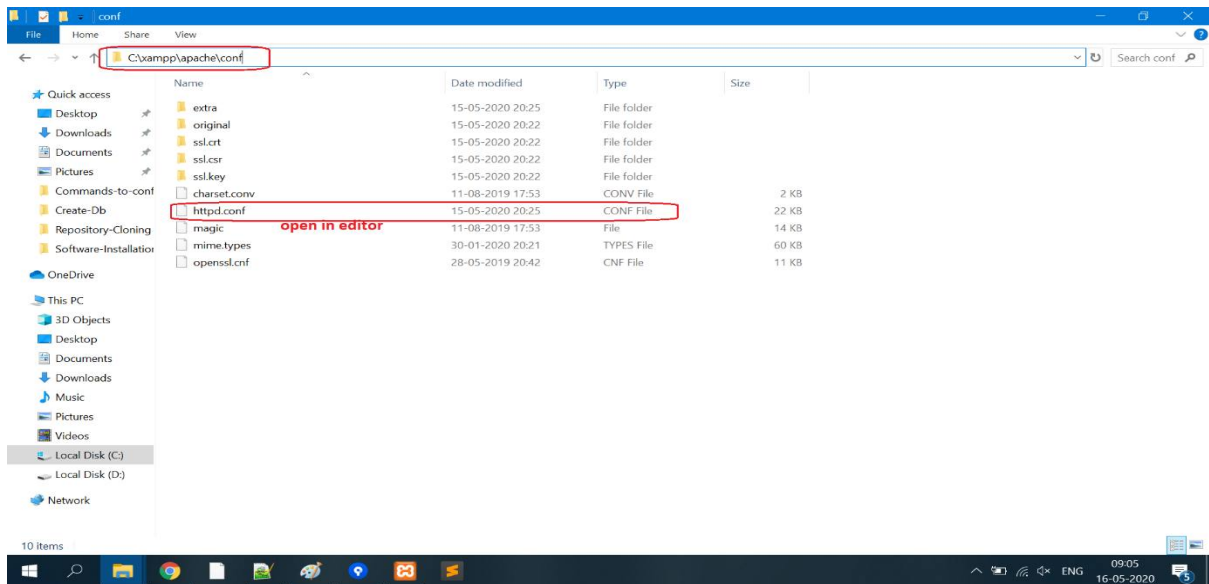 conf
File Home Share View
C:\xampp\apache\conf
Search conf
Name Date modified Type Size
Quick access
Desktop
Downloads
Documents
Pictures
Commands-to-conf
Create-Db
Repository-Cloning
Software-Installation
OneDrive
This PC
3D Objects
Desktop
Documents
Downloads
Music
Pictures
Videos
Local Disk (C:)
Local Disk (D:)
Network
extra 15-05-2020 20:25 File folder
original 15-05-2020 20:22 File folder
ssl.crt 15-05-2020 20:22 File folder
ssl.csr 15-05-2020 20:22 File folder
ssl.key 15-05-2020 20:22 File folder
charset.conv 11-08-2019 17:53 CONV File 2 KB
httpd.conf 15-05-2020 20:25 CONF File 22 KB
magic 11-08-2019 17:53 File 14 KB
open in editor
mime.types 30-01-2020 20:21 TYPES File 60 KB
openssl.cnf 28-05-2019 20:42 CNF File 11 KB
10 items
ENG
09:05
16-05-2020
5